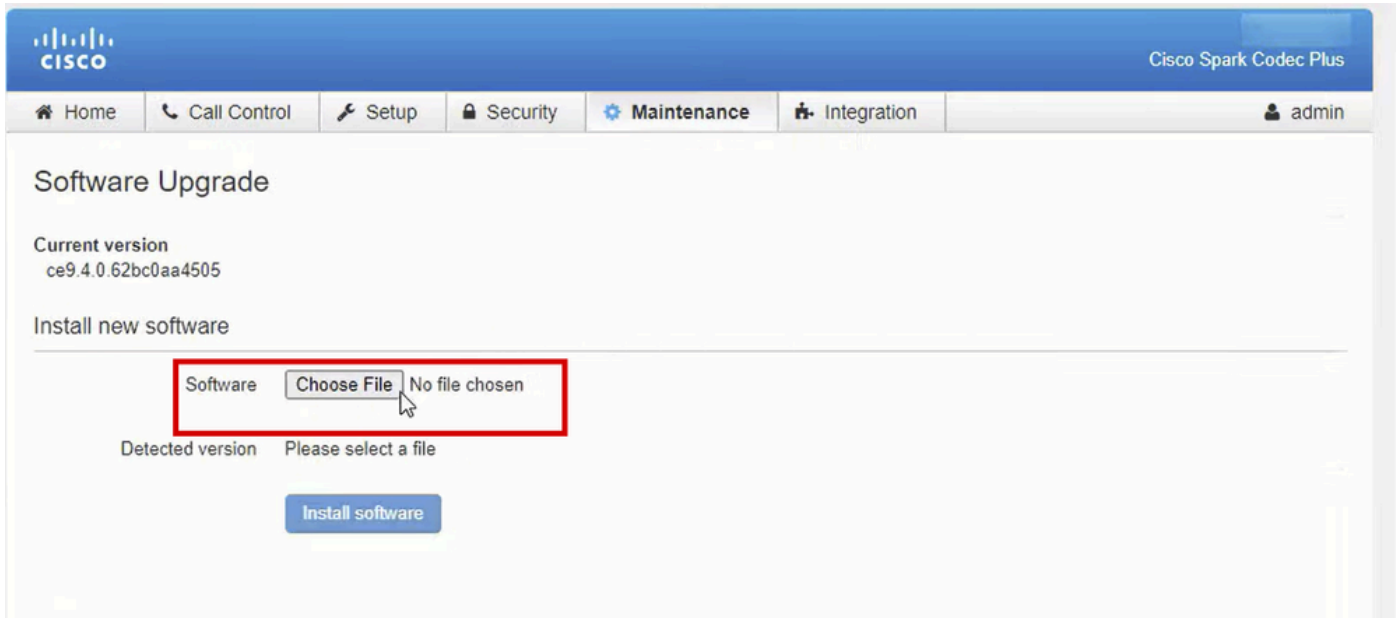 CISCO
Cisco Spark Codec Plus
Home Call Control Setup Security Maintenance Integration admin
Software Upgrade
Current version
ce9.4.0.62bc0aa4505
Install new software
Software Choose File No file chosen
Detected version Please select a file
Install software